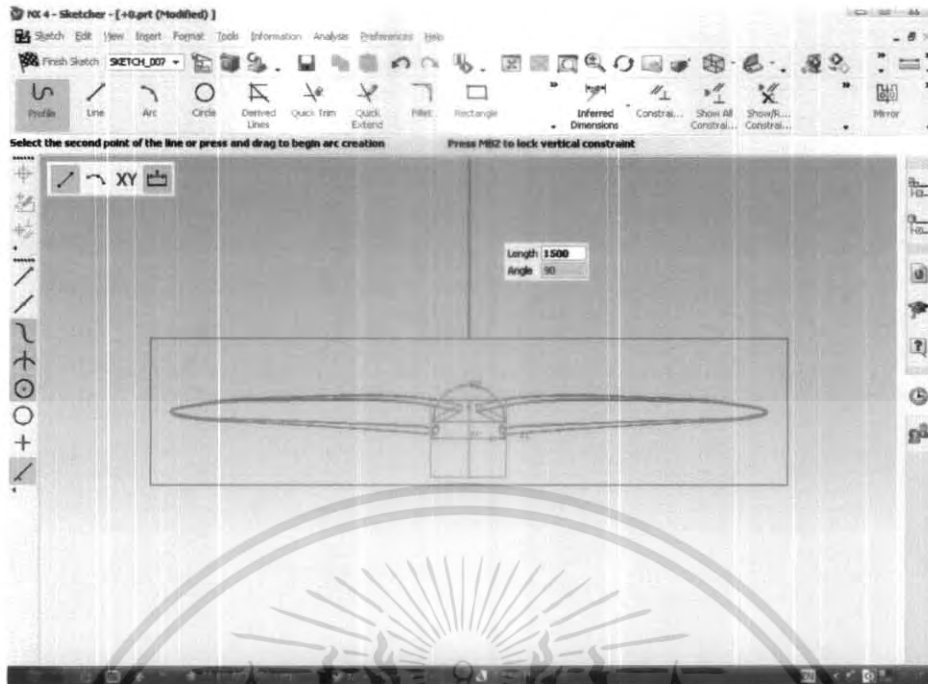 NX 4 - Sketcher - [+8.prt (Modified) ]
Sketch Edit View Insert Format Tools Information Analysis Preferences Help
Finish Sketch SKETCH_007
Profile Line Arc Circle Derived Lines Quick Trim Quick Extend Fillet Rectangle Inferred Dimensions Constrai... Show All Constrai... Show/R... Constrai... Mirror
Select the second point of the line or press and drag to begin arc creation Press MB2 to lock vertical constraint
XY
Length 1500
Angle 90
EN